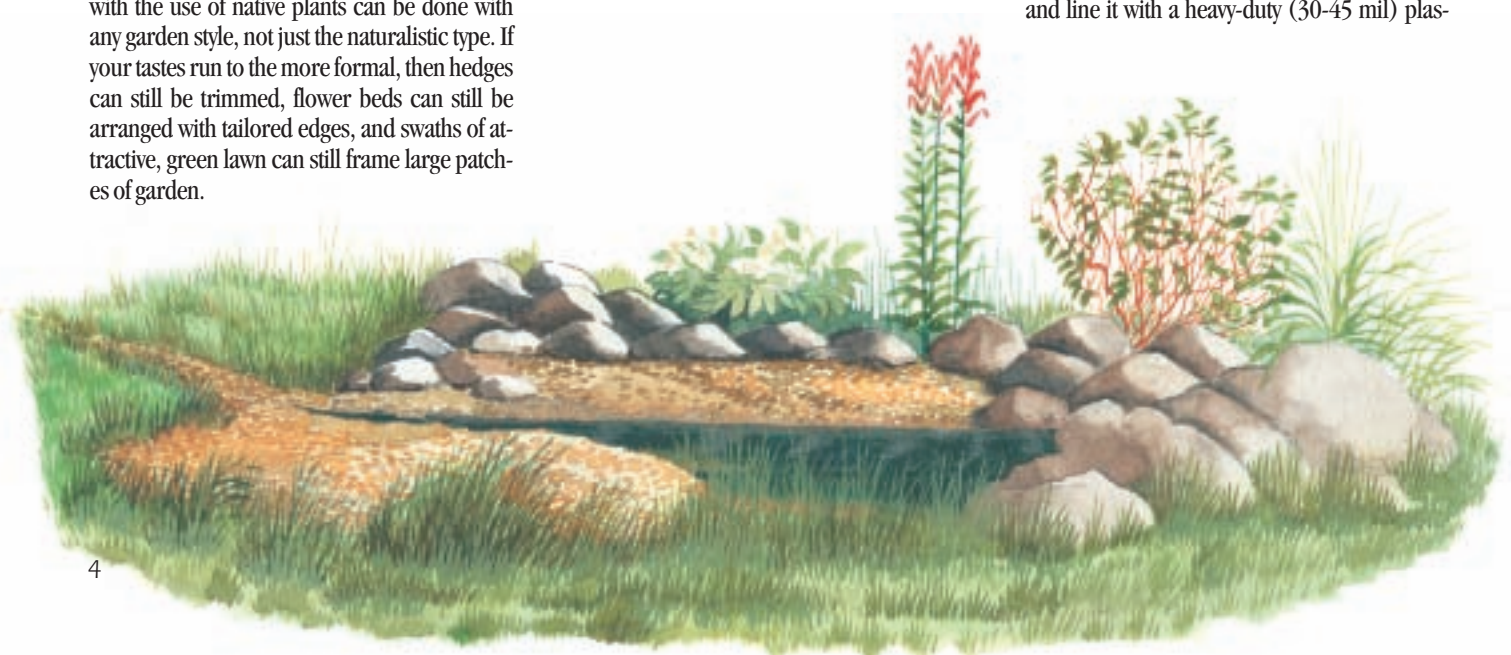 with the use of native plants can be done with
any garden style, not just the naturalistic type. If
your tastes run to the more formal, then hedges
can still be trimmed, flower beds can still be
arranged with tailored edges, and swaths of at-
tractive, green lawn can still frame large patch-
es of garden.
and line it with a heavy-duty (30-45 mil) plas-
4